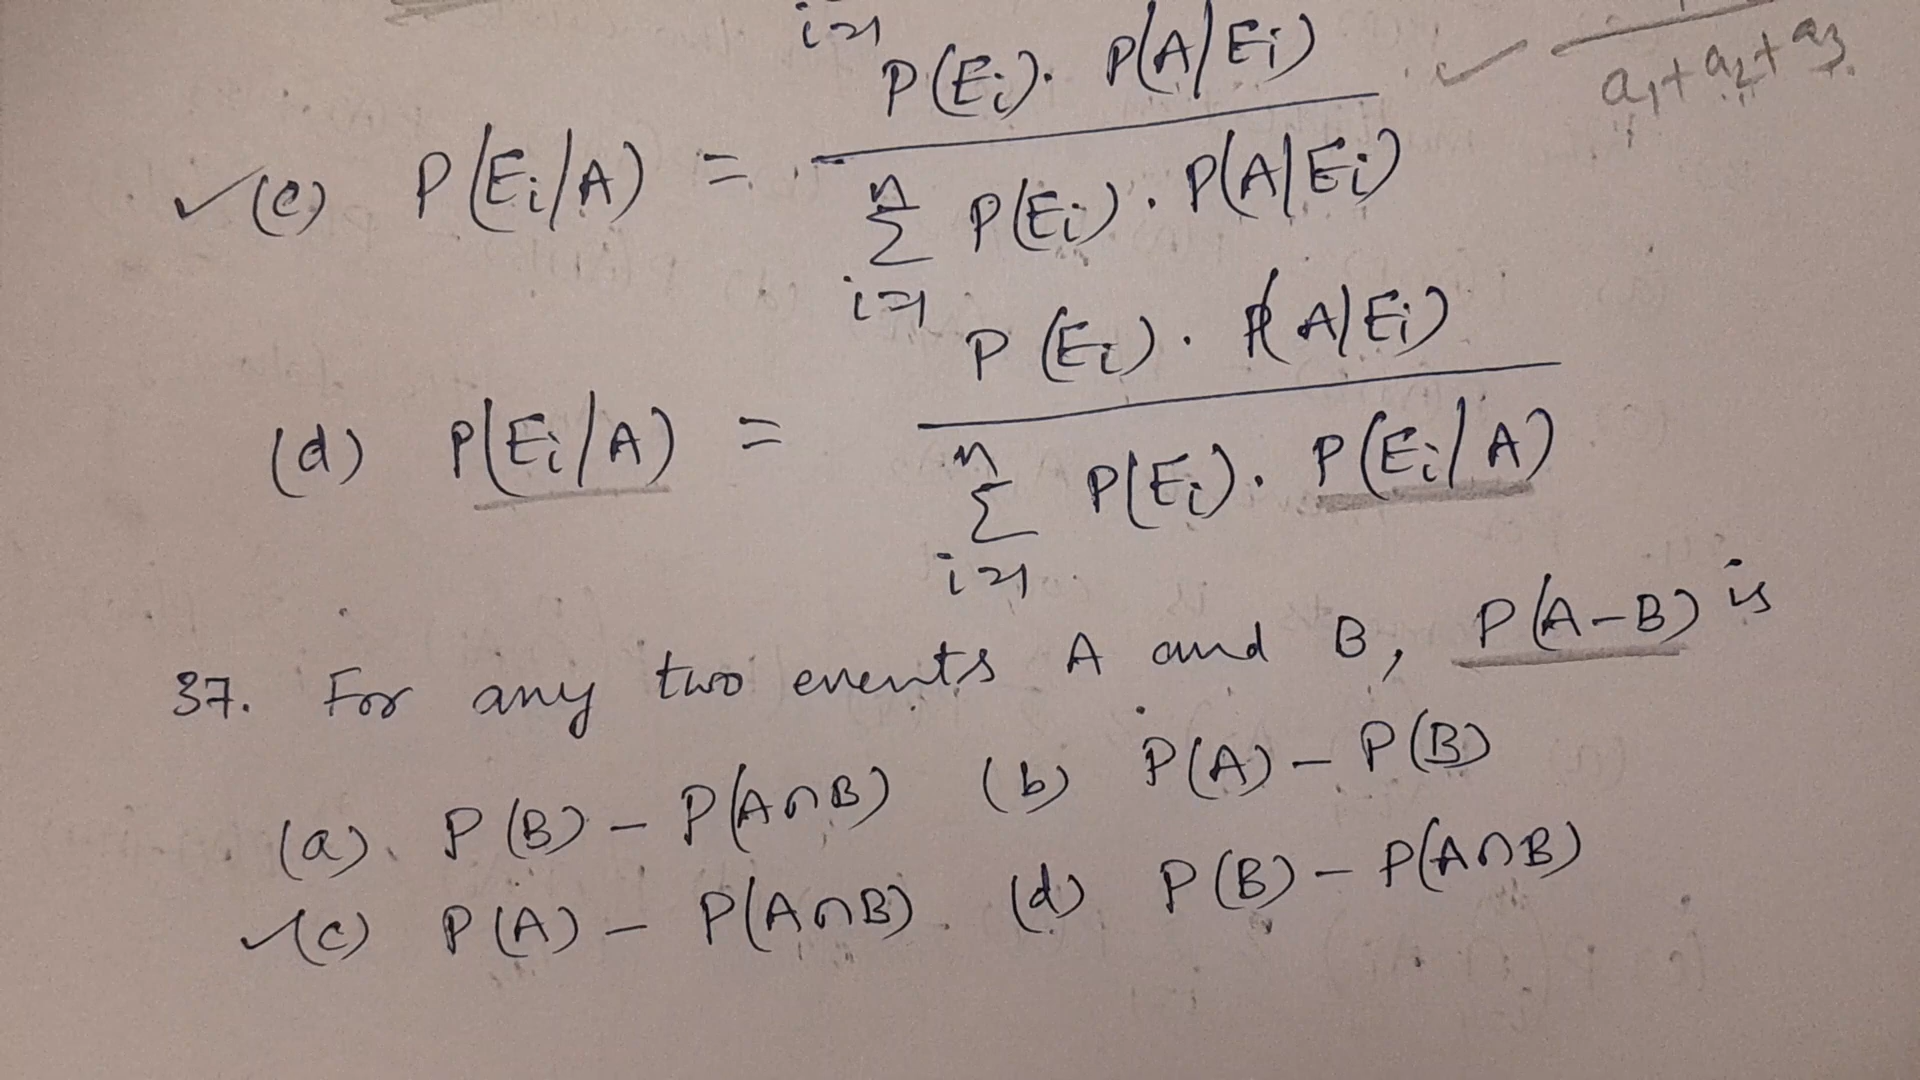 i=1
P(Ei). P(A/Ei)
✓(c) P(Ei/A) = ✓
n
Σ P(Ei). P(A/Ei)
i=1
a1+a2+a3
P(Ei). P(A/Ei)
(d) P(Ei/A) =
n
Σ P(Ei). P(Ei/A)
i=1
37. For any two events A and B, P(A-B) is
(a). P(B) - P(A∩B) (b) P(A) - P(B)
✓(c) P(A) - P(A∩B). (d) P(B) - P(A∩B)